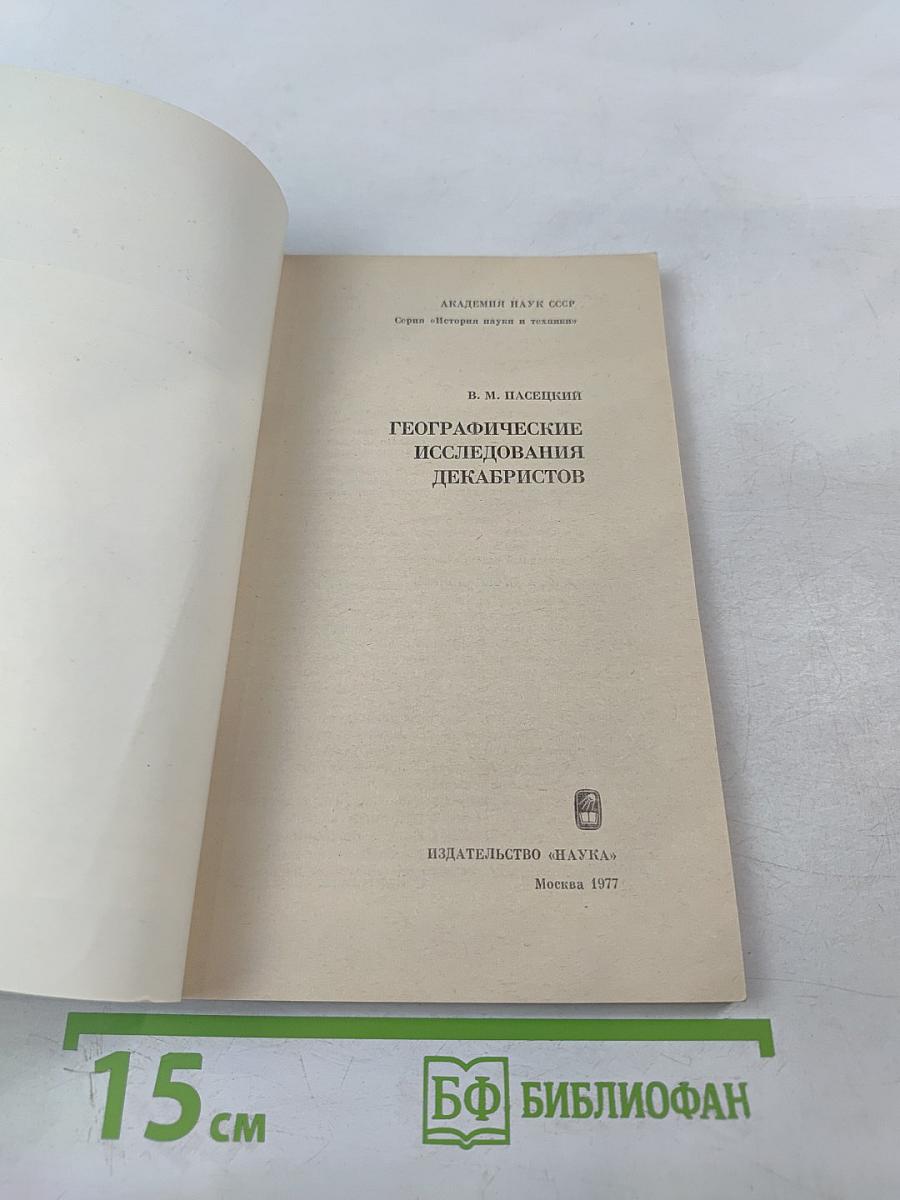 АКАДЕМИЯ НАУК СССР
Серия «История науки и техники»
В. М. ПАСЕЦКИЙ
ГЕОГРАФИЧЕСКИЕ
ИССЛЕДОВАНИЯ
ДЕКАБРИСТОВ
ИЗДАТЕЛЬСТВО «НАУКА»
Москва 1977
15 см
БФ БИБЛИОФАН